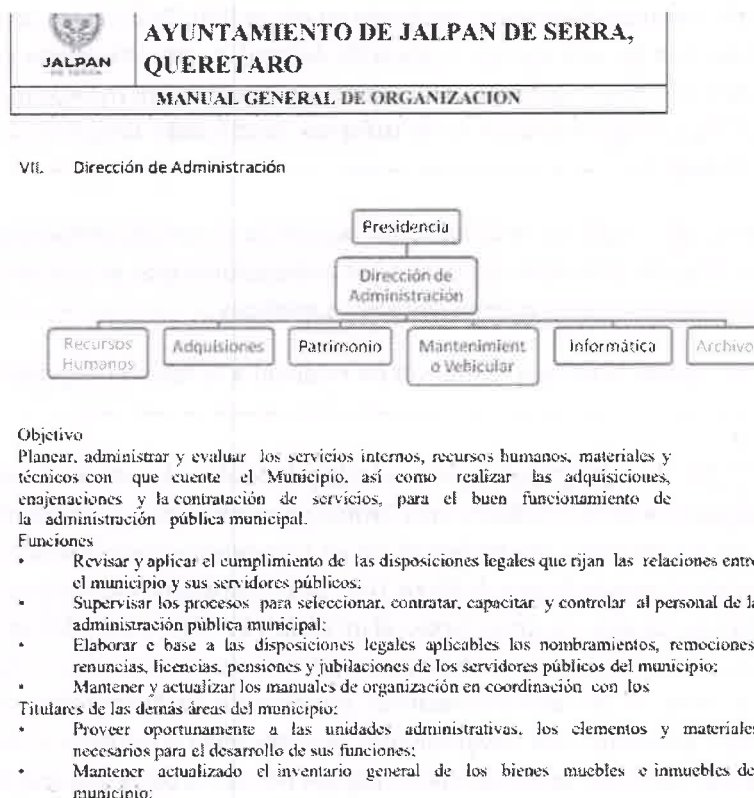 JALPAN
DE SERRA
AYUNTAMIENTO DE JALPAN DE SERRA,
QUERETARO
MANUAL GENERAL DE ORGANIZACION
VII. Dirección de Administración
Presidencia
Dirección de
Administración
Recursos
Humanos
Adquisiones
Patrimonio
Mantenimient
o Vehicular
Informática
Archivo
Objetivo
Planear, administrar y evaluar los servicios internos, recursos humanos, materiales y
técnicos con que cuente el Municipio, así como realizar las adquisiciones,
enajenaciones y la contratación de servicios, para el buen funcionamiento de
la administración pública municipal.
Funciones
• Revisar y aplicar el cumplimiento de las disposiciones legales que rijan las relaciones entre
el municipio y sus servidores públicos;
• Supervisar los procesos para seleccionar, contratar, capacitar y controlar al personal de la
administración pública municipal;
• Elaborar e base a las disposiciones legales aplicables los nombramientos, remociones,
renuncias, licencias, pensiones y jubilaciones de los servidores públicos del municipio;
• Mantener y actualizar los manuales de organización en coordinación con los
Titulares de las demás áreas del municipio;
• Proveer oportunamente a las unidades administrativas, los elementos y materiales
necesarios para el desarrollo de sus funciones;
• Mantener actualizado el inventario general de los bienes muebles e inmuebles de
municipio;